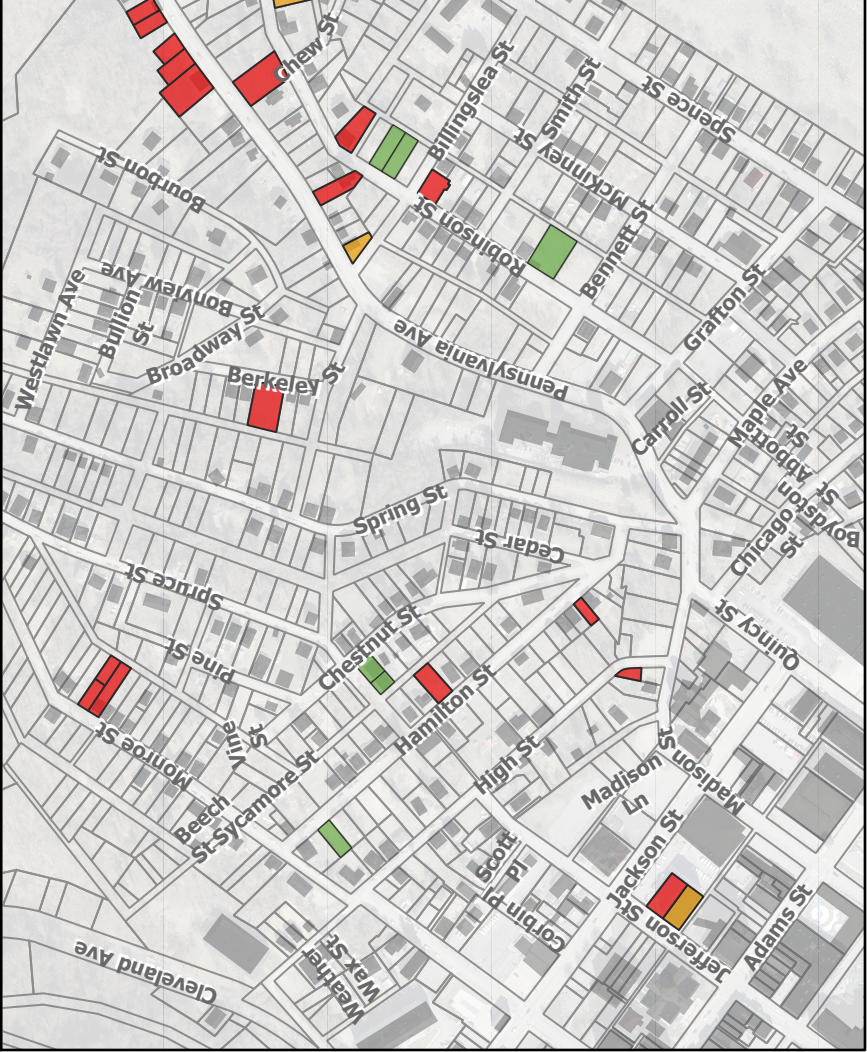 Chew St
Billingslea St
Smith St
Spence St
Mckinney St
Bourbon St
Robinson St
Bennett St
Bonview Ave
Westlawn Ave
Bullion St
Broadway St
Grafton St
Pennsylvania Ave
Berkeley St
Maple Ave
Carroll St
Abbott St
Spring St
Boydston St
Cedar St
Chicago St
Spruce St
Chestnut St
Quincy St
Pine St
Hamilton St
Vine St
Monroe St
High St
Madison St
Madison Ln
Sycamore St
Beech St
Jackson St
Scott Pl
Corbin Pl
Jefferson St
Adams St
Cleveland Ave
Weather Wax St